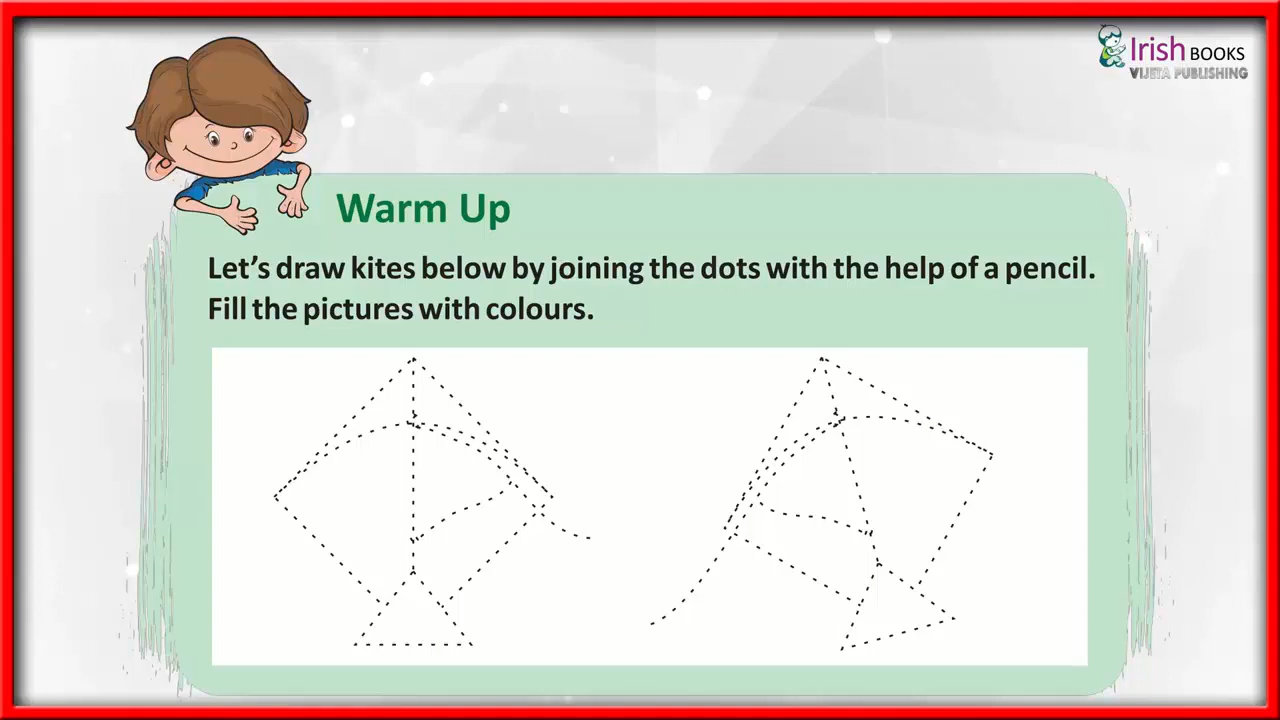 Irish BOOKS
VIJETA PUBLISHING
Warm Up
Let's draw kites below by joining the dots with the help of a pencil.
Fill the pictures with colours.